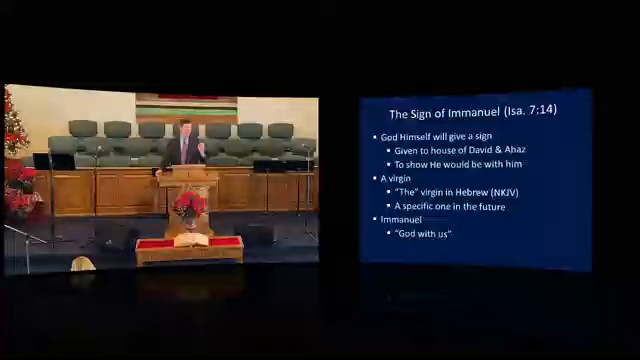 The Sign of Immanuel (Isa. 7:14)
God Himself will give a sign
Given to house of David & Ahaz
To show He would be with him
A virgin
"The" virgin in Hebrew (NKJV)
A specific one in the future
Immanuel
"God with us"